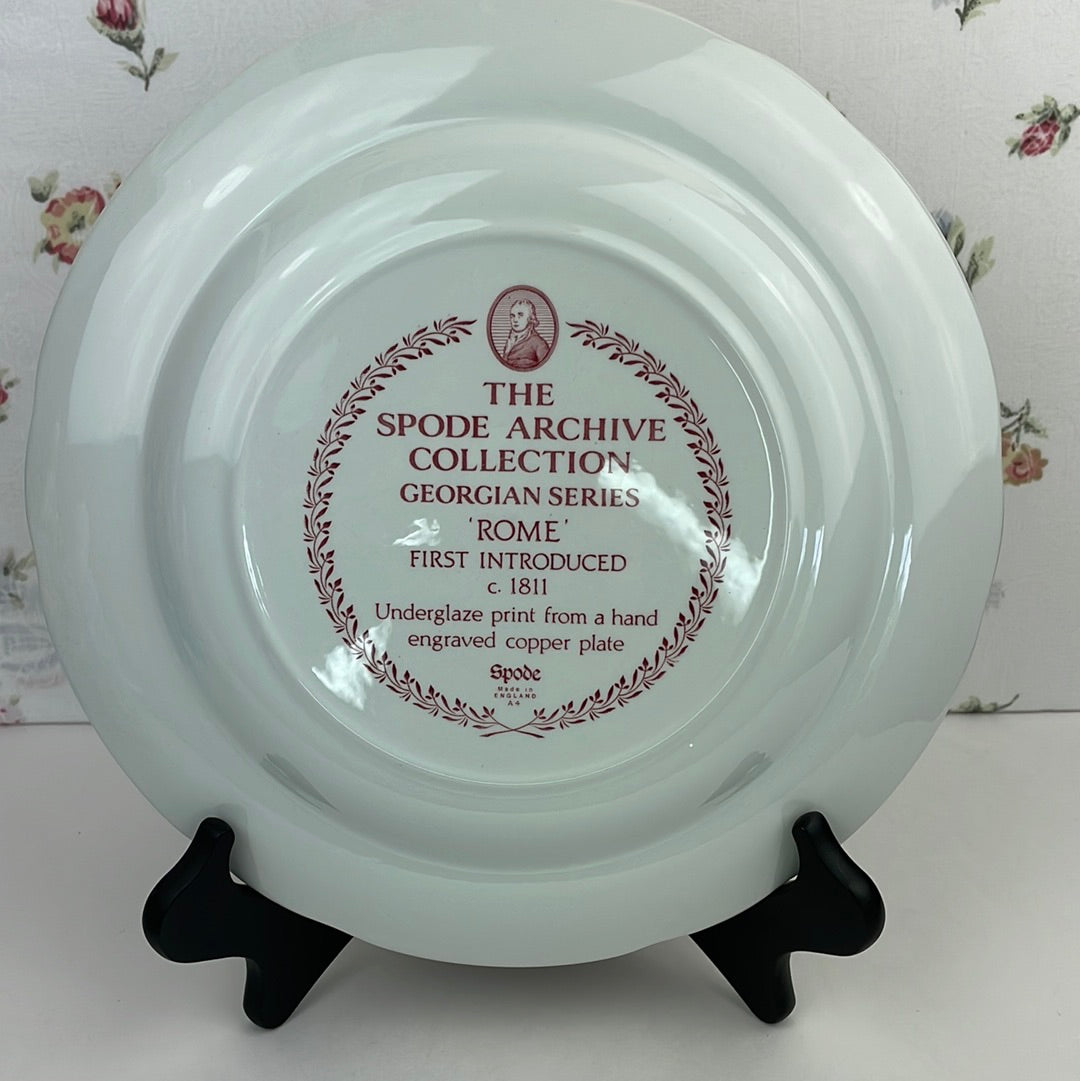 THE
SPODE ARCHIVE
COLLECTION
GEORGIAN SERIES
'ROME'
FIRST INTRODUCED
c. 1811
Underglaze print from a hand
engraved copper plate
Spode
Made in
ENGLAND
A4